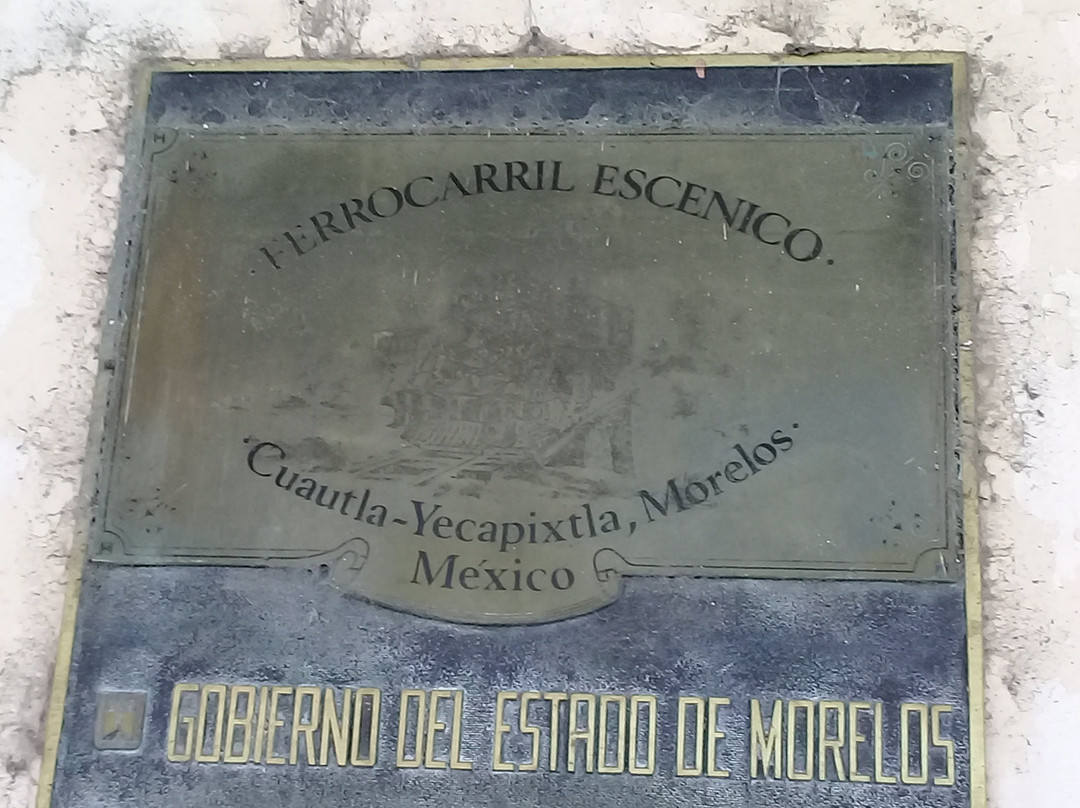 ·FERROCARRIL ESCENICO·
·Cuautla-Yecapixtla, Morelos·
México
GOBIERNO DEL ESTADO DE MORELOS